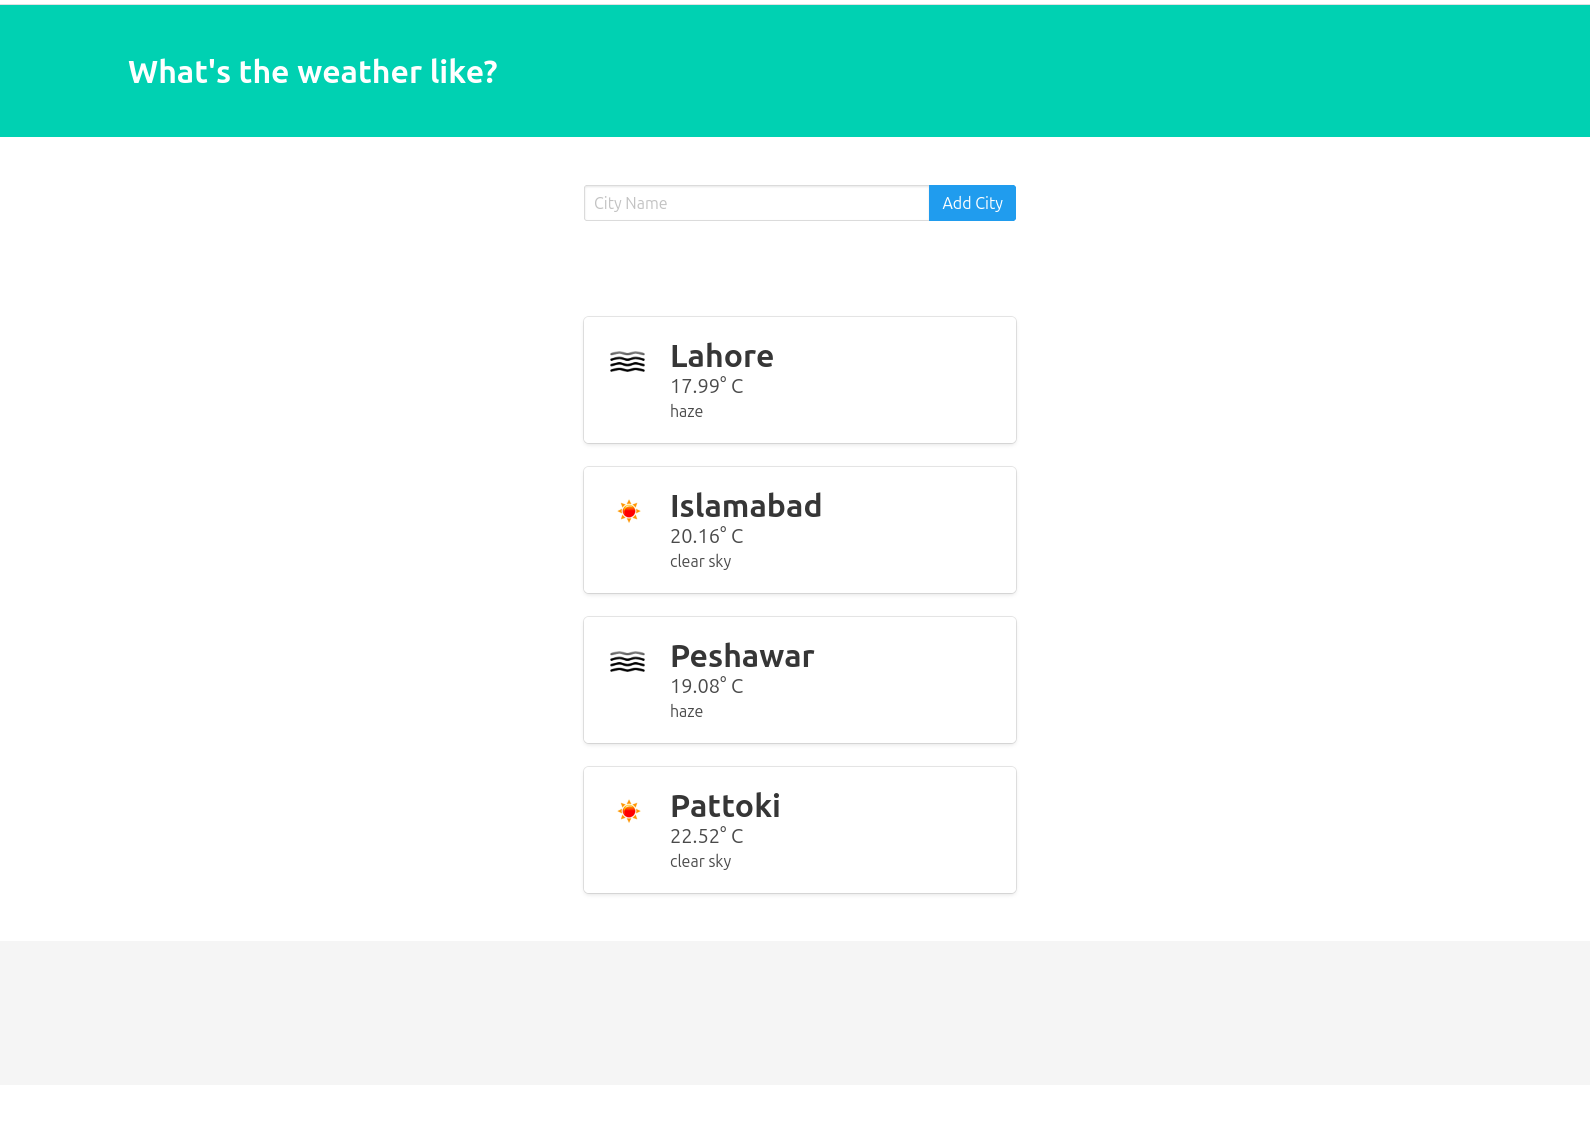 What's the weather like?
City Name
Add City
Lahore
17.99° C
haze
Islamabad
20.16° C
clear sky
Peshawar
19.08° C
haze
Pattoki
22.52° C
clear sky